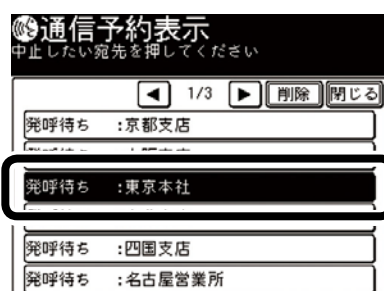 通信予約表示
中止したい宛先を押してください
◀ 1/3 ▶ 削除 閉じる
発呼待ち :京都支店
発呼待ち :東京本社
発呼待ち :四国支店
発呼待ち :名古屋営業所